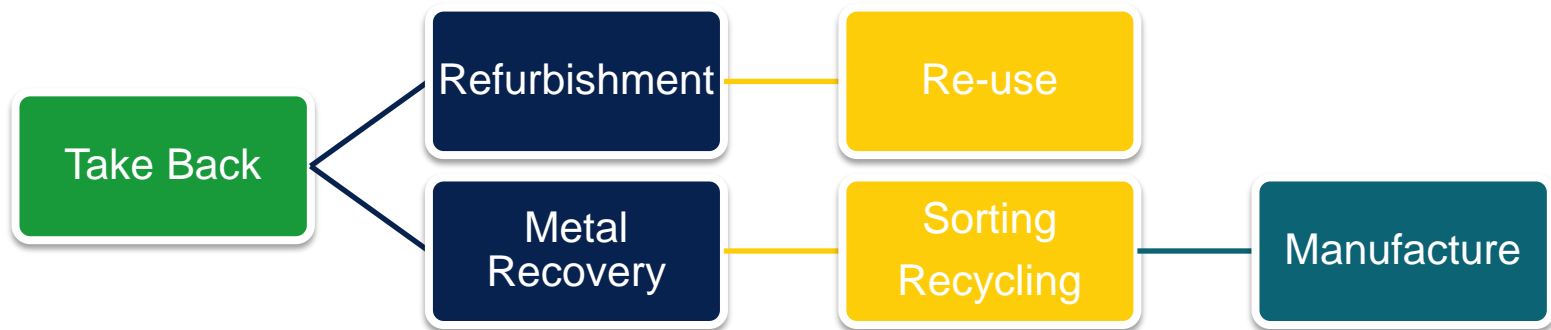 Take Back
Refurbishment
Re-use
Metal
Recovery
Sorting
Recycling
Manufacture